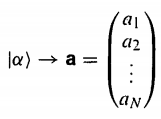 |α⟩ → a = 
(a₁
a₂
⋮
a_N)